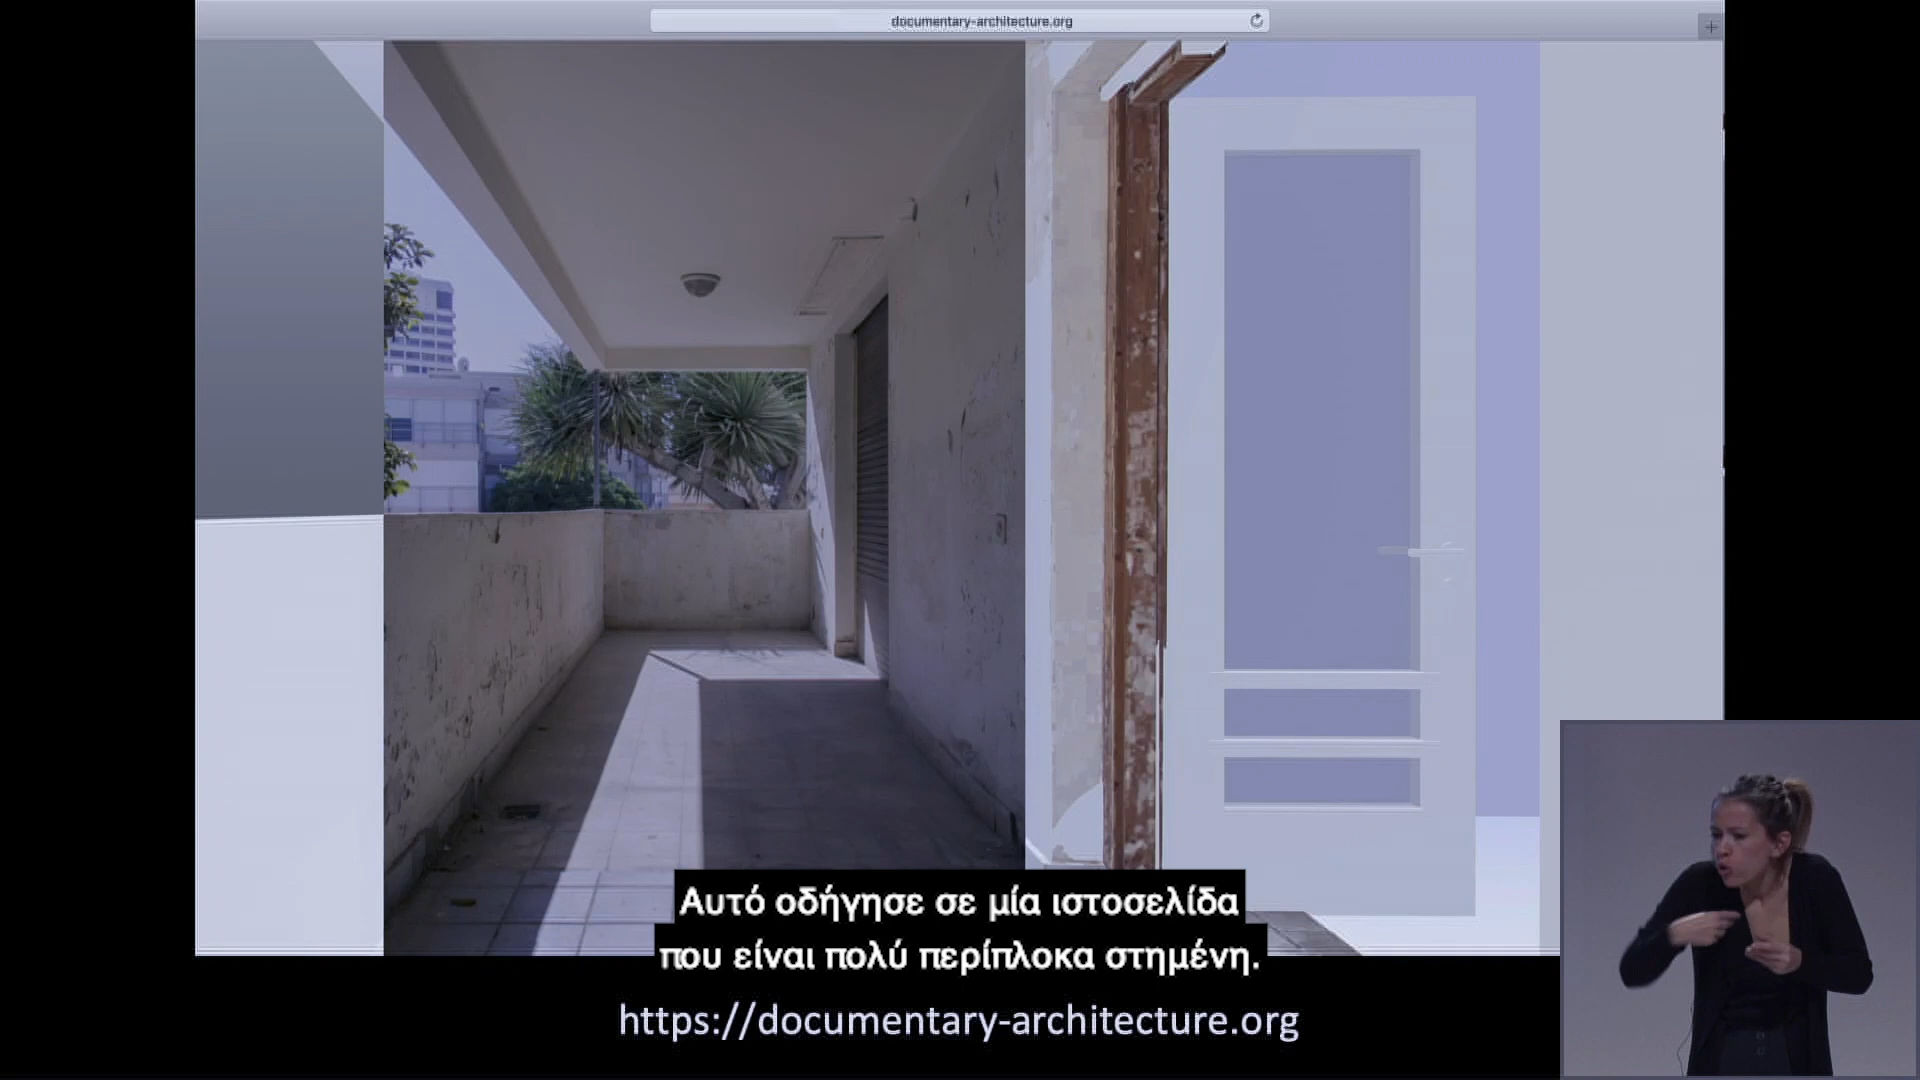 documentary-architecture.org
Αυτό οδήγησε σε μία ιστοσελίδα
που είναι πολύ περίπλοκα στημένη.
https://documentary-architecture.org